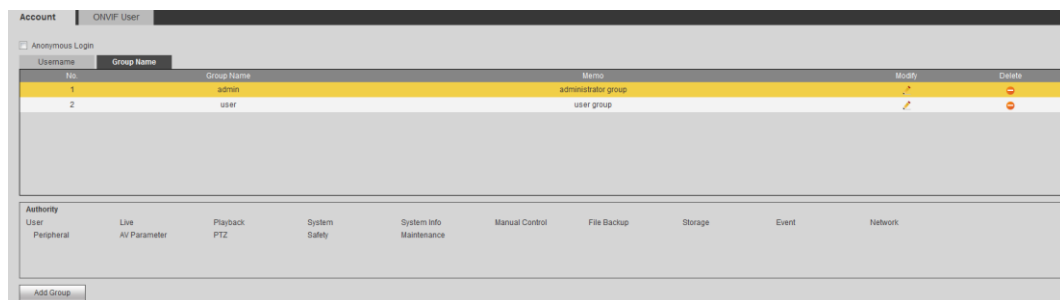 Account ONVIF User
Anonymous Login
Username Group Name
No. Group Name Memo Modify Delete
1 admin administrator group
2 user user group
Authority
User Live Playback System System Info Manual Control File Backup Storage Event Network
Peripheral AV Parameter PTZ Safety Maintenance
Add Group